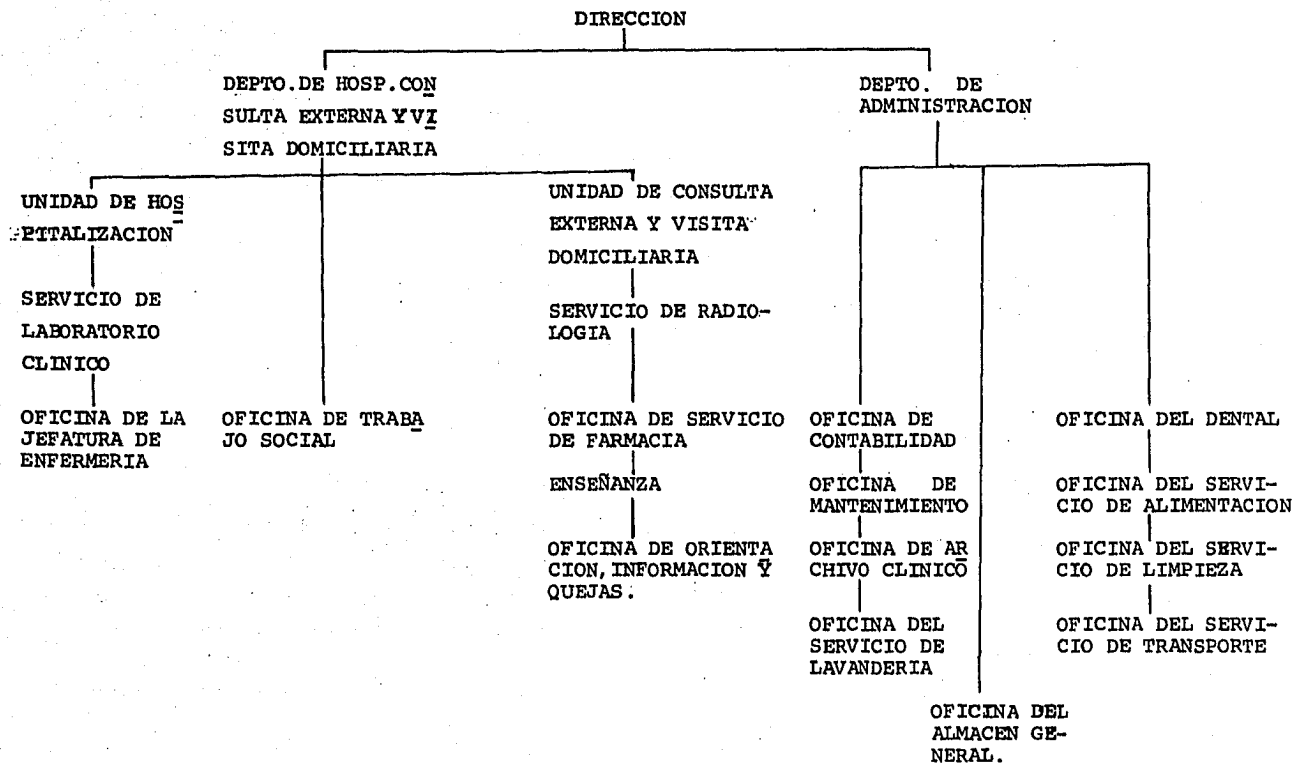 DIRECCION
DEPTO.DE HOSP.CON
SULTA EXTERNA Y VI
SITA DOMICILIARIA
DEPTO. DE
ADMINISTRACION
UNIDAD DE HOS
PITALIZACION
SERVICIO DE
LABORATORIO
CLINICO
OFICINA DE LA
JEFATURA DE
ENFERMERIA
OFICINA DE TRABA
JO SOCIAL
UNIDAD DE CONSULTA
EXTERNA Y VISITA
DOMICILIARIA
SERVICIO DE RADIO-
LOGIA
OFICINA DE SERVICIO
DE FARMACIA
ENSEÑANZA
OFICINA DE ORIENTA
CION, INFORMACION Y
QUEJAS.
OFICINA DE
CONTABILIDAD
OFICINA DE
MANTENIMIENTO
OFICINA DE AR
CHIVO CLINICO
OFICINA DEL
SERVICIO DE
LAVANDERIA
OFICINA DEL
ALMACEN GE-
NERAL.
OFICINA DEL DENTAL
OFICINA DEL SERVI-
CIO DE ALIMENTACION
OFICINA DEL SERVI-
CIO DE LIMPIEZA
OFICINA DEL SERVI-
CIO DE TRANSPORTE